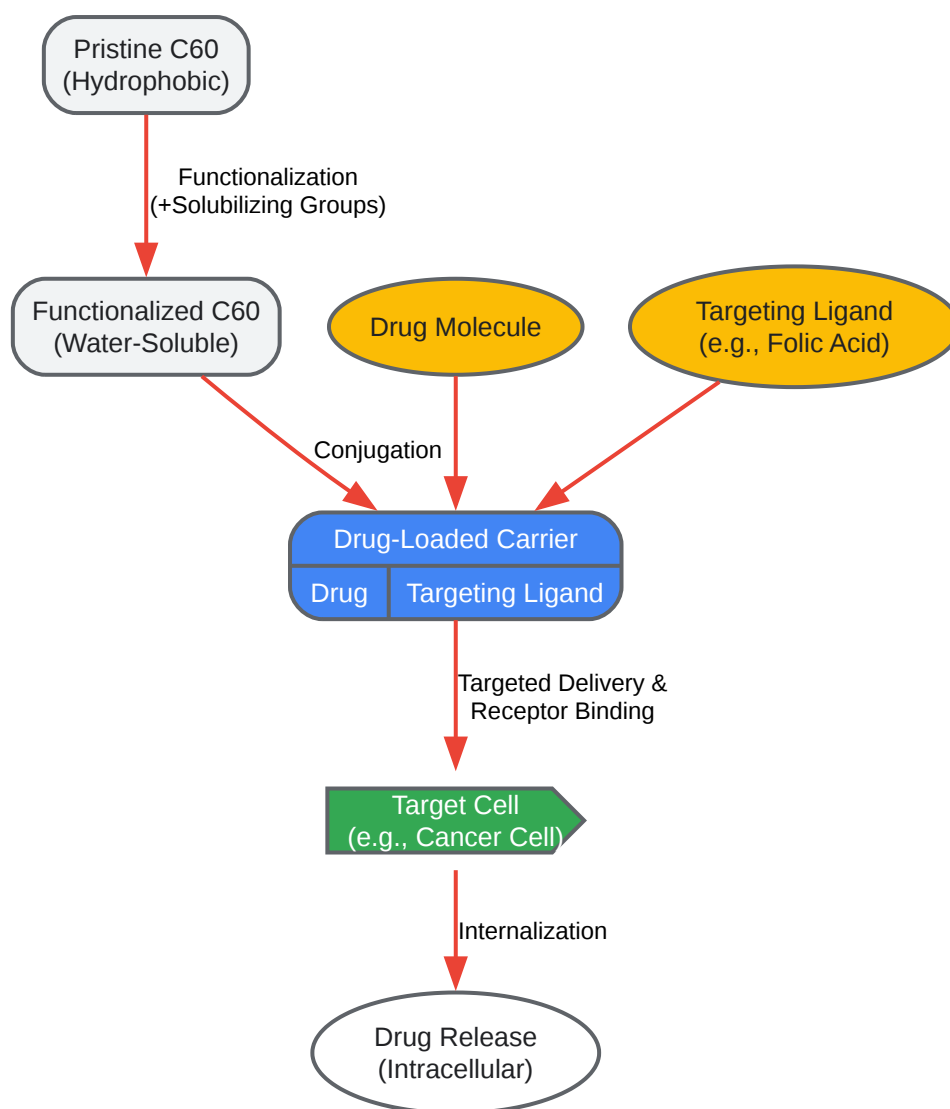 Pristine C60
(Hydrophobic)
Functionalization
(+Solubilizing Groups)
Functionalized C60
(Water-Soluble)
Drug Molecule
Targeting Ligand
(e.g., Folic Acid)
Conjugation
Drug-Loaded Carrier
Drug
Targeting Ligand
Targeted Delivery &
Receptor Binding
Target Cell
(e.g., Cancer Cell)
Internalization
Drug Release
(Intracellular)